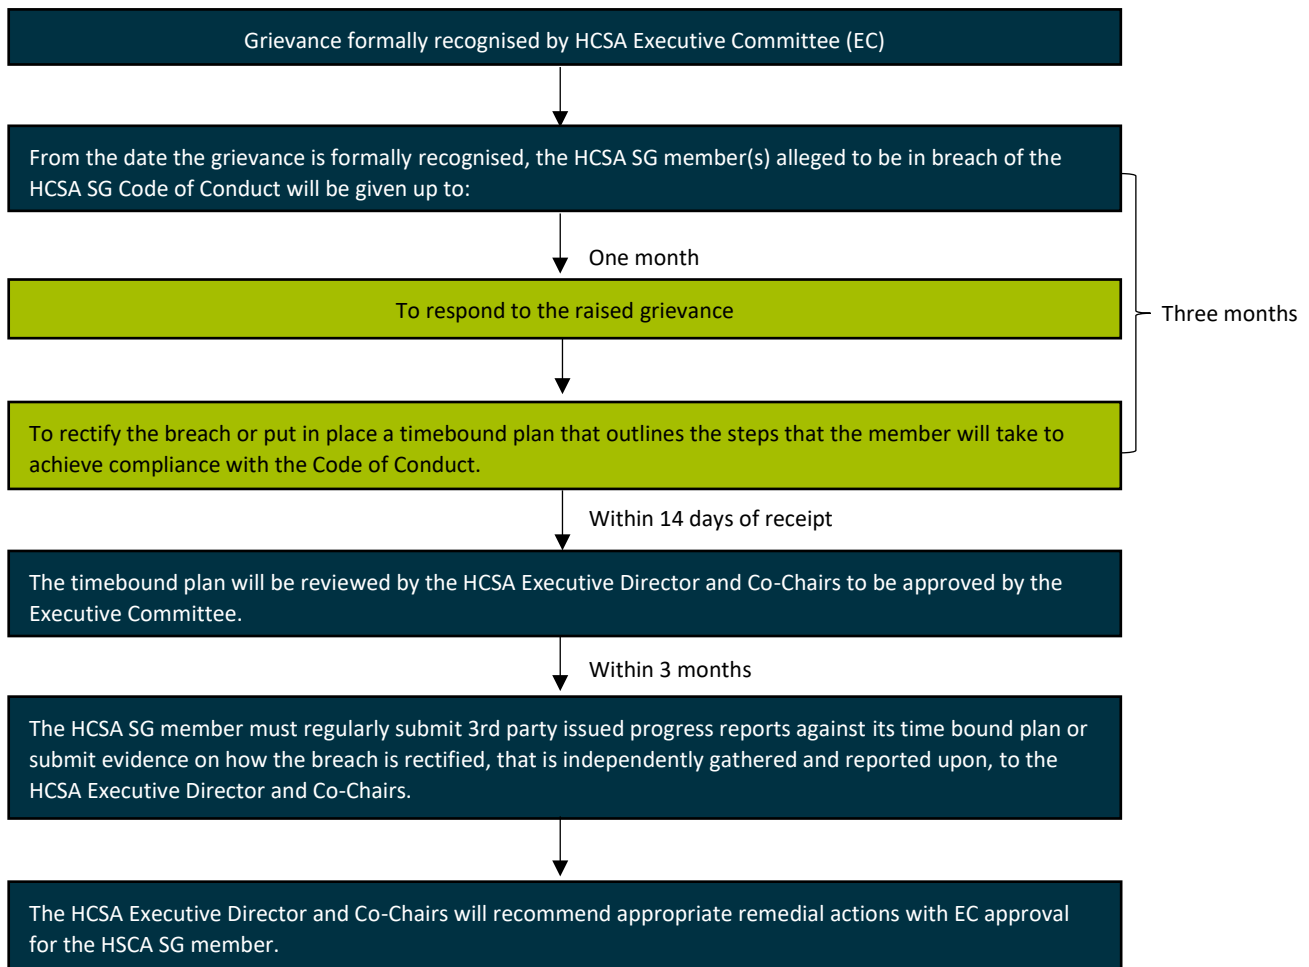 Grievance formally recognised by HCSA Executive Committee (EC)
From the date the grievance is formally recognised, the HCSA SG member(s) alleged to be in breach of the
HCSA SG Code of Conduct will be given up to:
One month
To respond to the raised grievance
Three months
To rectify the breach or put in place a timebound plan that outlines the steps that the member will take to
achieve compliance with the Code of Conduct.
Within 14 days of receipt
The timebound plan will be reviewed by the HCSA Executive Director and Co-Chairs to be approved by the
Executive Committee.
Within 3 months
The HCSA SG member must regularly submit 3rd party issued progress reports against its time bound plan or
submit evidence on how the breach is rectified, that is independently gathered and reported upon, to the
HCSA Executive Director and Co-Chairs.
The HCSA Executive Director and Co-Chairs will recommend appropriate remedial actions with EC approval
for the HSCA SG member.